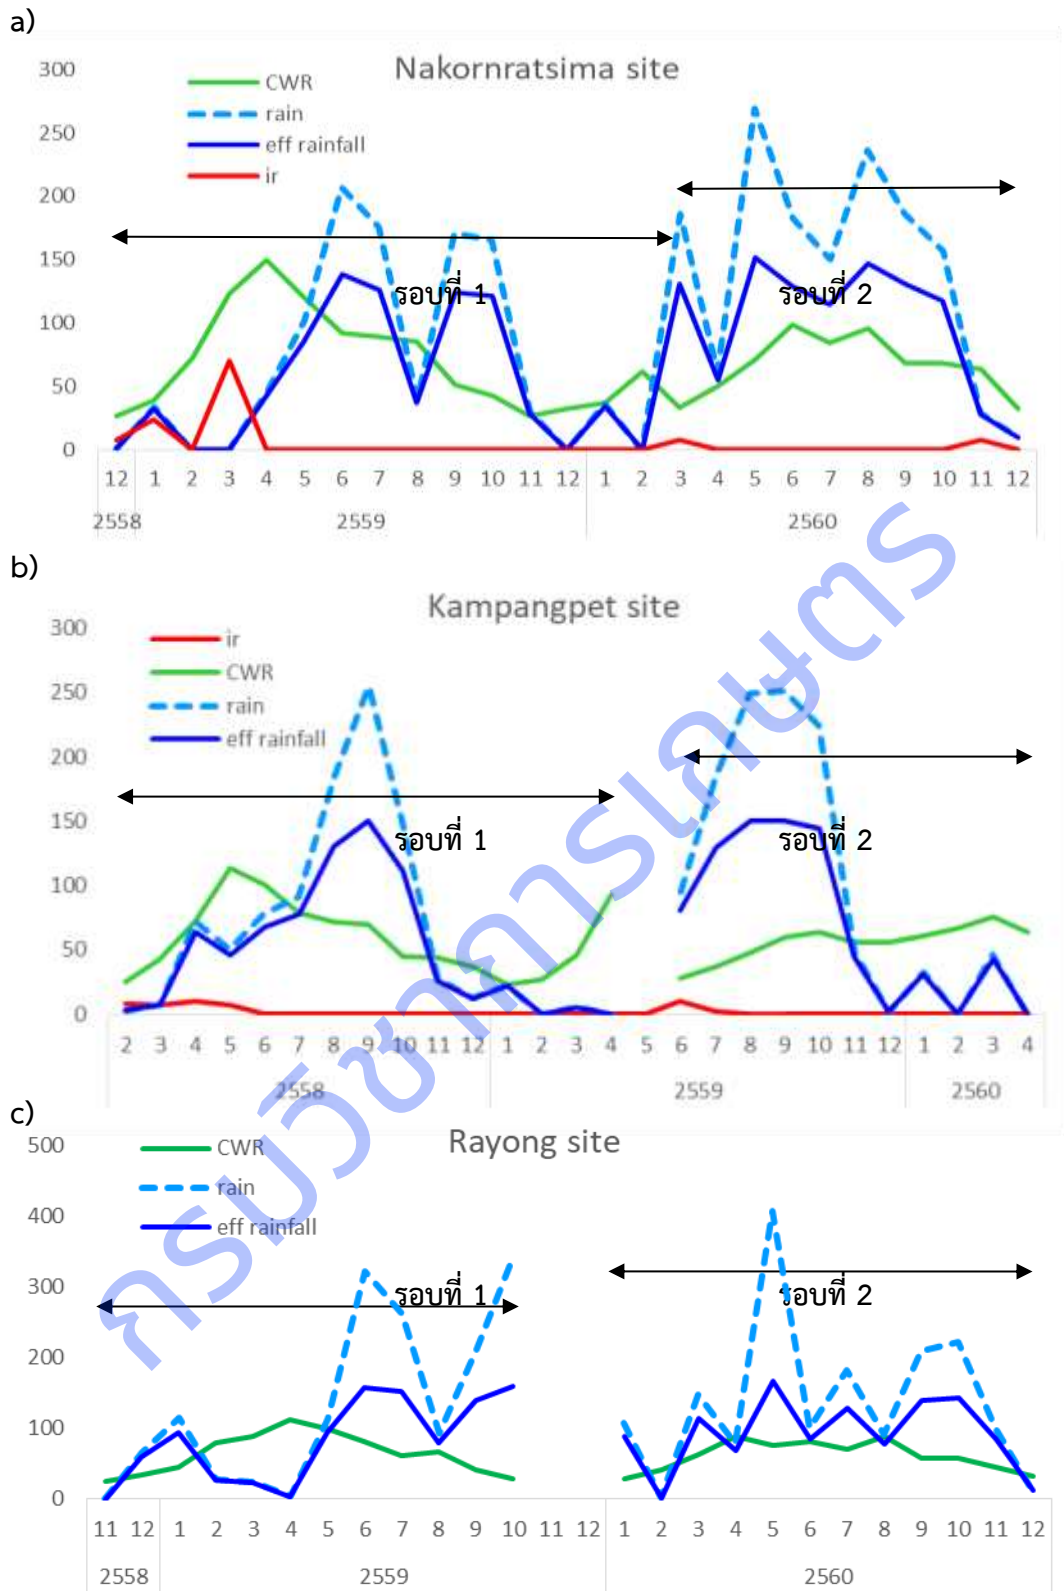 a)
Nakornratsima site
300
250
200
150
100
50
0
CWR
rain
eff rainfall
ir
รอบที่ 1
รอบที่ 2
12 1 2 3 4 5 6 7 8 9 10 11 12 1 2 3 4 5 6 7 8 9 10 11 12
2558 2559 2560
b)
Kampangpet site
300
250
200
150
100
50
0
ir
CWR
rain
eff rainfall
รอบที่ 1
รอบที่ 2
2 3 4 5 6 7 8 9 10 11 12 1 2 3 4 5 6 7 8 9 10 11 12 1 2 3 4
2558 2559 2560
c)
Rayong site
500
400
300
200
100
0
CWR
rain
eff rainfall
รอบที่ 1
รอบที่ 2
11 12 1 2 3 4 5 6 7 8 9 10 11 12 1 2 3 4 5 6 7 8 9 10 11 12
2558 2559 2560
กรมวิชาการเกษตร